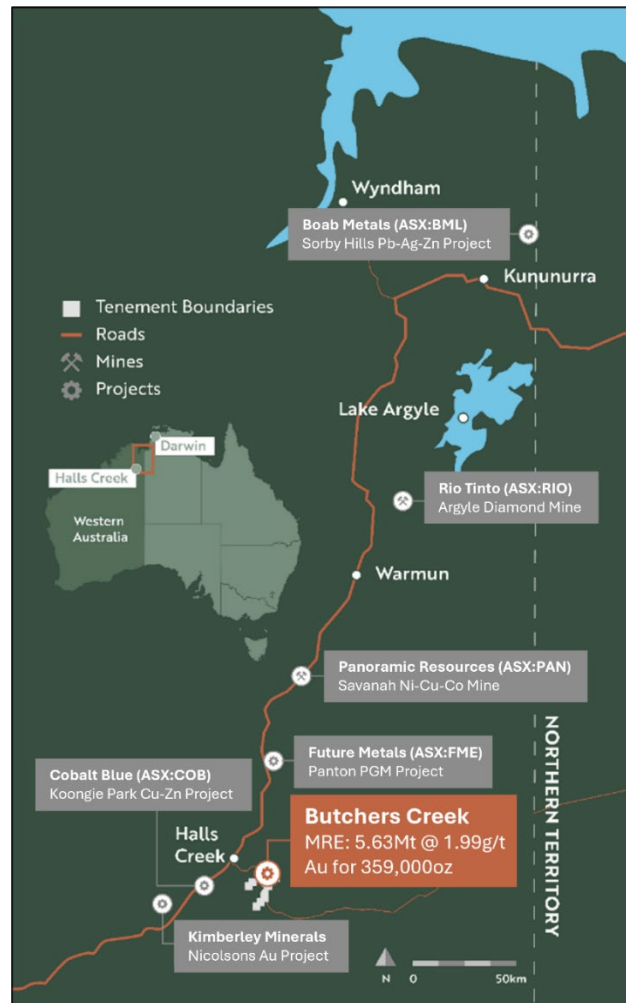 Wyndham
Boab Metals (ASX:BML)
Sorby Hills Pb-Ag-Zn Project
Kununurra
Tenement Boundaries
Roads
Mines
Projects
Lake Argyle
Darwin
Halls Creek
Western
Australia
Rio Tinto (ASX:RIO)
Argyle Diamond Mine
Warmun
Panoramic Resources (ASX:PAN)
Savanah Ni-Cu-Co Mine
Future Metals (ASX:FME)
Panton PGM Project
Cobalt Blue (ASX:COB)
Koongie Park Cu-Zn Project
NORTHERN TERRITORY
Butchers Creek
MRE: 5.63Mt @ 1.99g/t
Au for 359,000oz
Halls
Creek
Kimberley Minerals
Nicolsons Au Project
N
0 50km